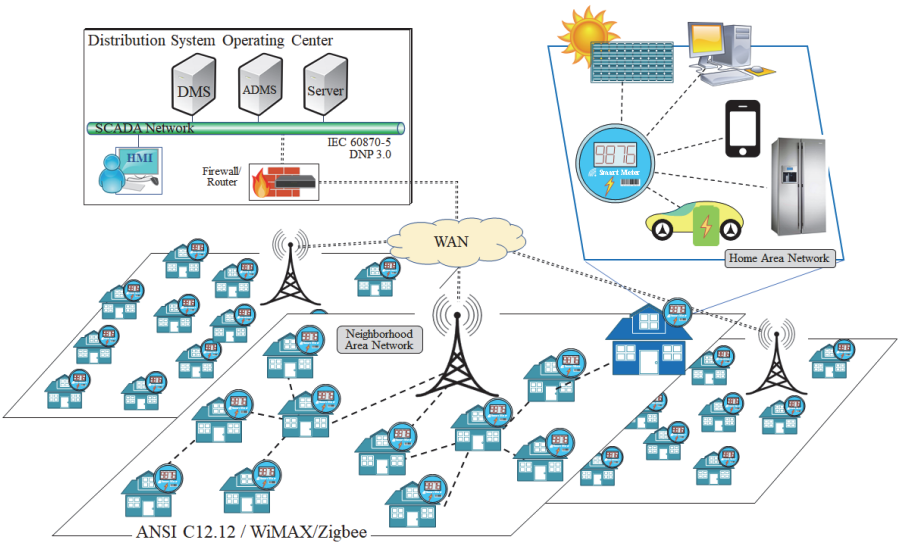 Distribution System Operating Center
DMS
ADMS
Server
SCADA Network
IEC 60870-5
DNP 3.0
HMI
Firewall/
Router
WAN
9876
Smart Meter
Home Area Network
Neighborhood
Area Network
ANSI C12.12 / WiMAX/Zigbee